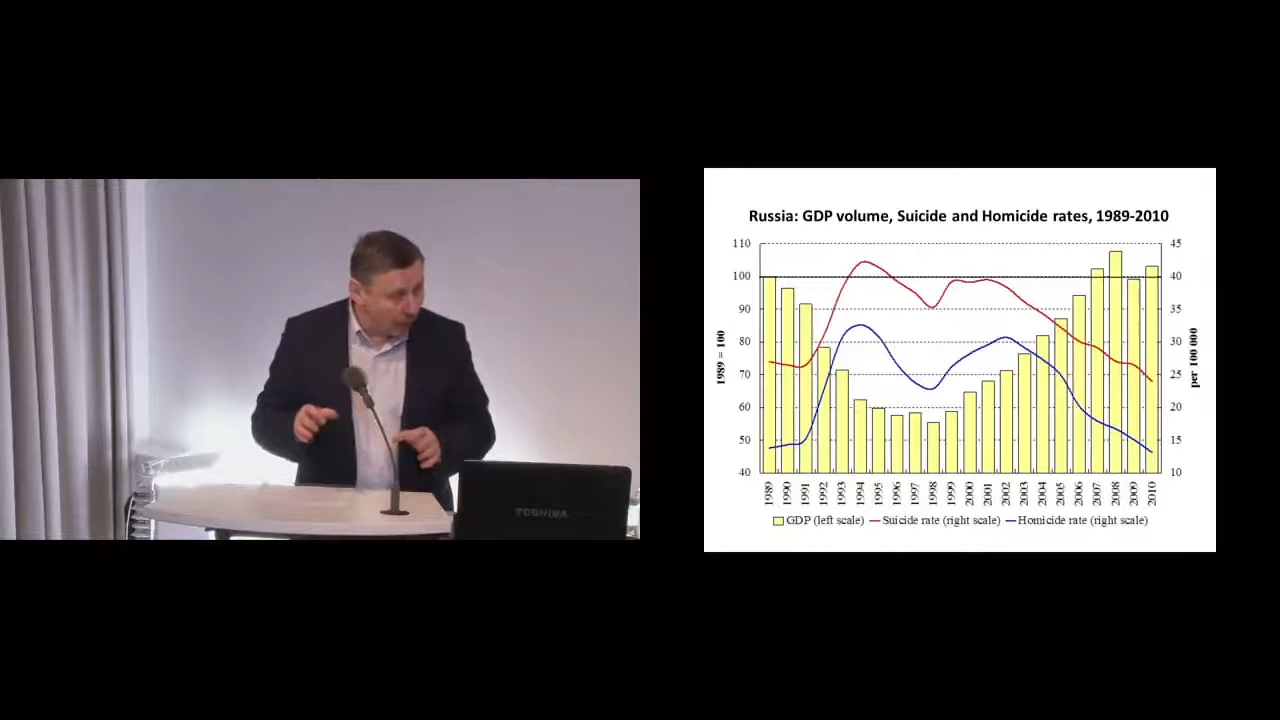 TOSHIBA
Russia: GDP volume, Suicide and Homicide rates, 1989-2010
110
100
90
80
70
60
50
40
1989 = 100
45
40
35
30
25
20
15
10
per 100 000
1989 1990 1991 1992 1993 1994 1995 1996 1997 1998 1999 2000 2001 2002 2003 2004 2005 2006 2007 2008 2009 2010
GDP (left scale) Suicide rate (right scale) Homicide rate (right scale)